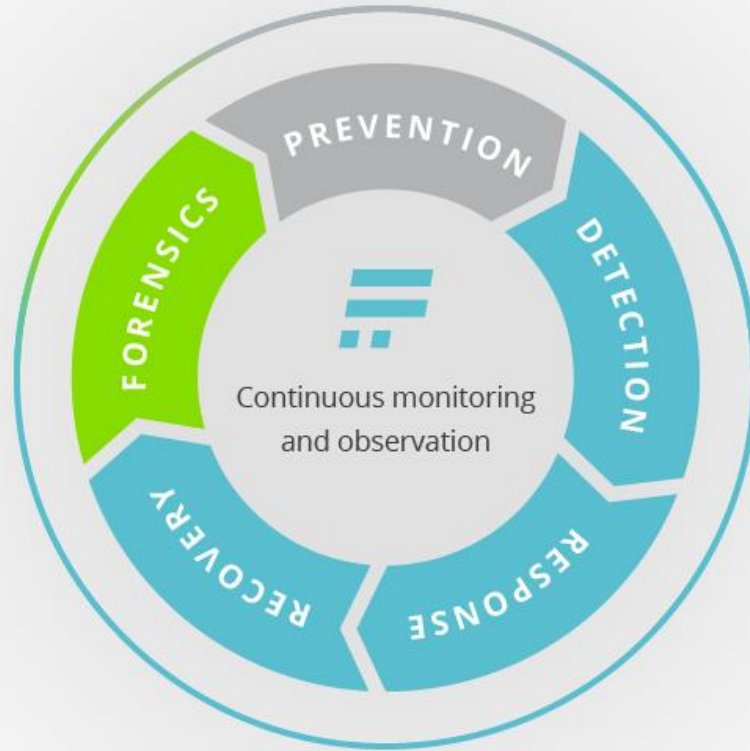 PREVENTION
DETECTION
RESPONSE
RECOVERY
FORENSICS
Continuous monitoring
and observation